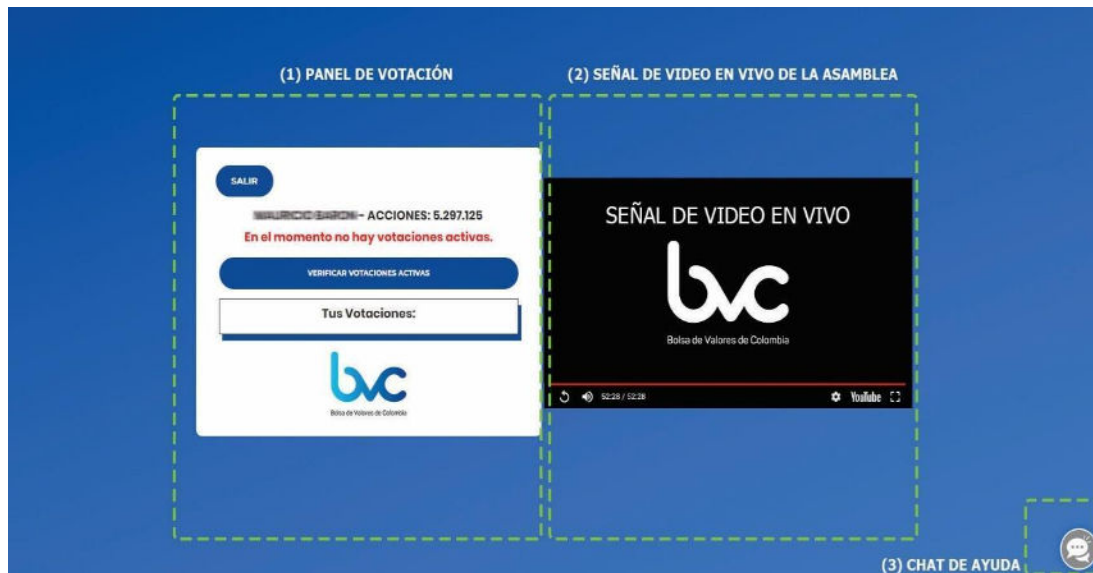 (1) PANEL DE VOTACIÓN
(2) SEÑAL DE VIDEO EN VIVO DE LA ASAMBLEA
SALIR
- ACCIONES: 5.297.125
En el momento no hay votaciones activas.
VERIFICAR VOTACIONES ACTIVAS
Tus Votaciones:
bvc
Bolsa de Valores de Colombia
SEÑAL DE VIDEO EN VIVO
bvc
Bolsa de Valores de Colombia
52:28 / 52:28
YouTube
(3) CHAT DE AYUDA